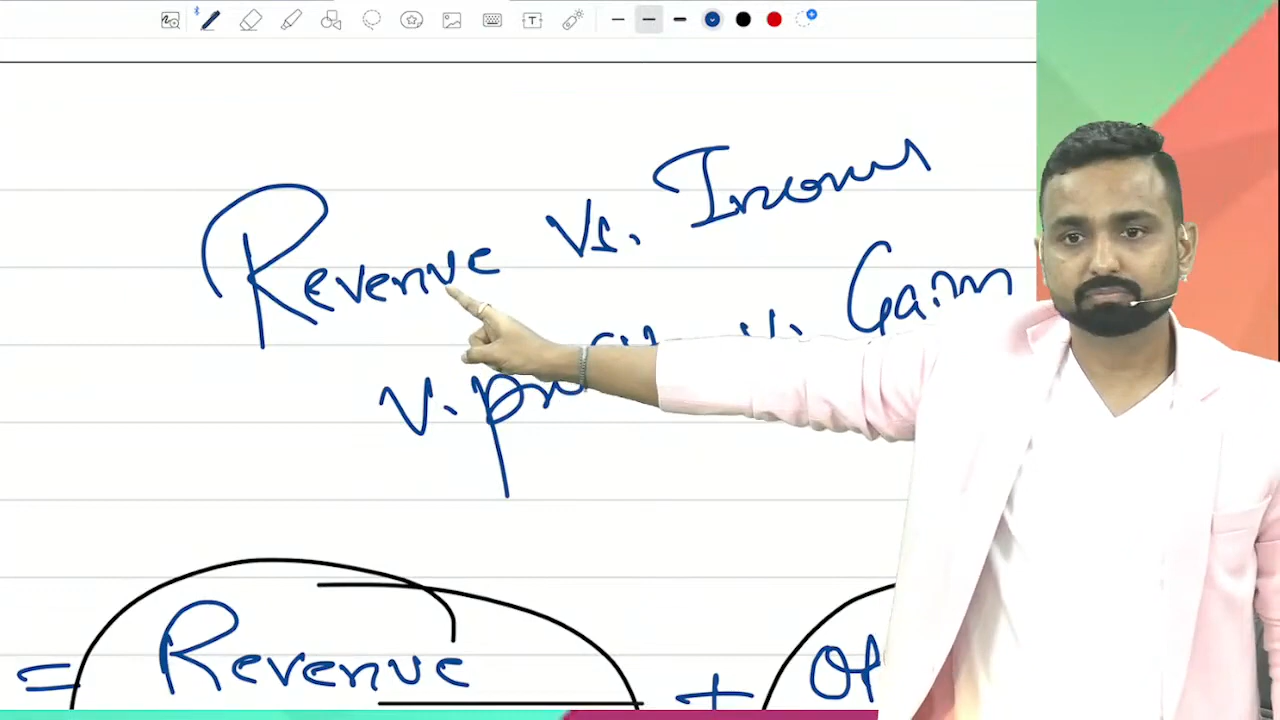 Revenue Vs. Income
V. V. Gain
= Revenue +